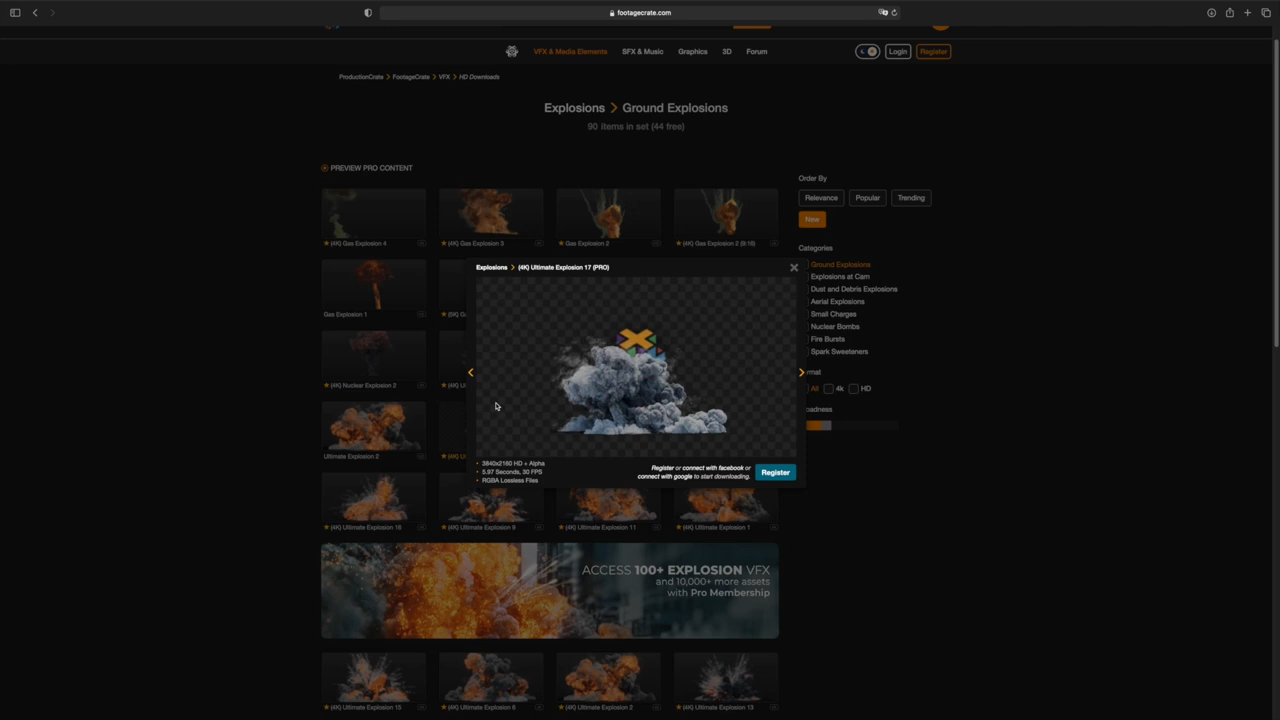 footagecrate.com
VFX & Media Elements SFX & Music Graphics 3D Forum
Login Register
ProductionCrate > FootageCrate > VFX > HD Downloads
Explosions > Ground Explosions
90 items in set (44 free)
PREVIEW PRO CONTENT
Order By
Relevance Popular Trending
New
★ (4K) Gas Explosion 4
★ (4K) Gas Explosion 3
★ Gas Explosion 2
★ (4K) Gas Explosion 2 (9:16)
Categories
Ground Explosions
Explosions at Cam
Dust and Debris Explosions
Aerial Explosions
Small Charges
Nuclear Bombs
Fire Bursts
Spark Sweeteners
All 4k HD
Explosions > (4K) Ultimate Explosion 17 (PRO)
Gas Explosion 1
★ (4K) Nuclear Explosion 2
Ultimate Explosion 2
• 3840x2160 HD + Alpha
• 5.97 Seconds, 30 FPS
• RGBA Lossless Files
Register or connect with facebook or
connect with google to start downloading.
Register
★ (4K) Ultimate Explosion 18
★ (4K) Ultimate Explosion 9
★ (4K) Ultimate Explosion 11
★ (4K) Ultimate Explosion 1
ACCESS 100+ EXPLOSION VFX
and 10,000+ more assets
with Pro Membership
★ (4K) Ultimate Explosion 15
★ (4K) Ultimate Explosion 6
★ (4K) Ultimate Explosion 2
★ (4K) Ultimate Explosion 13